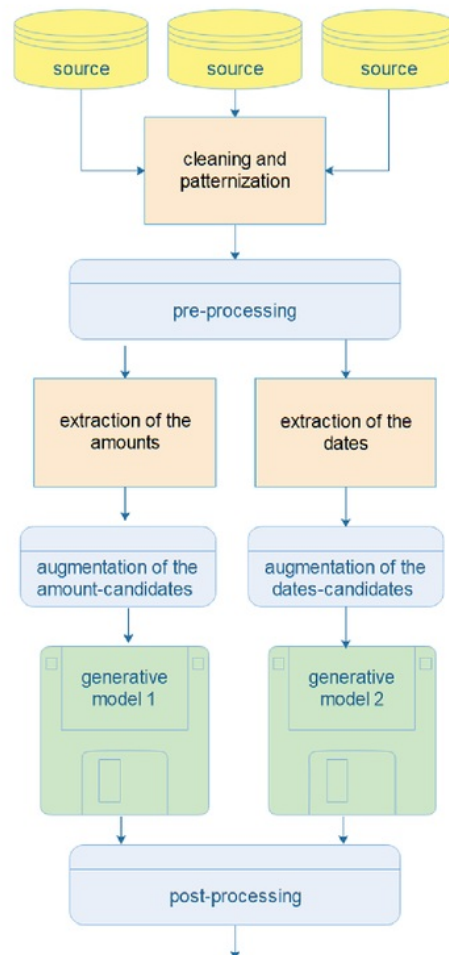 source
source
source
cleaning and
patternization
pre-processing
extraction of the
amounts
extraction of the
dates
augmentation of the
amount-candidates
augmentation of the
dates-candidates
generative
model 1
generative
model 2
post-processing